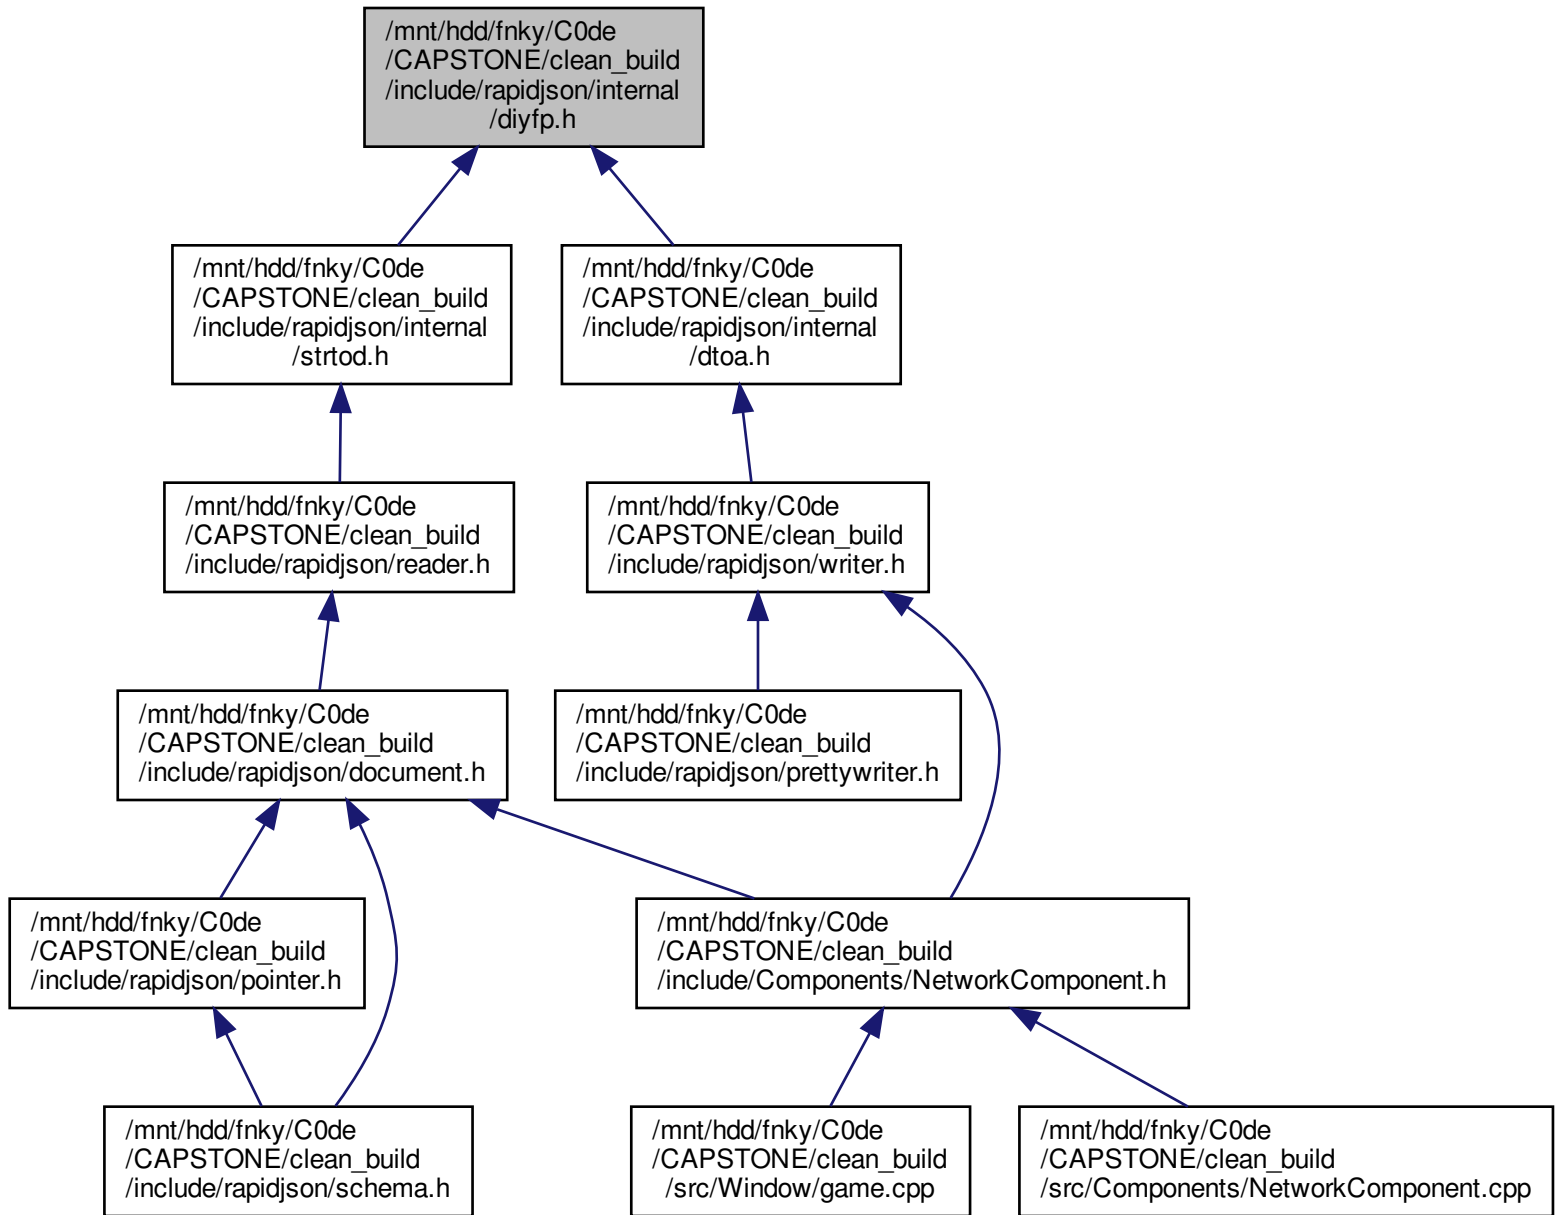 /mnt/hdd/fnky/C0de
/CAPSTONE/clean_build
/include/rapidjson/internal
/diyfp.h
/mnt/hdd/fnky/C0de
/CAPSTONE/clean_build
/include/rapidjson/internal
/strtod.h
/mnt/hdd/fnky/C0de
/CAPSTONE/clean_build
/include/rapidjson/internal
/dtoa.h
/mnt/hdd/fnky/C0de
/CAPSTONE/clean_build
/include/rapidjson/reader.h
/mnt/hdd/fnky/C0de
/CAPSTONE/clean_build
/include/rapidjson/writer.h
/mnt/hdd/fnky/C0de
/CAPSTONE/clean_build
/include/rapidjson/document.h
/mnt/hdd/fnky/C0de
/CAPSTONE/clean_build
/include/rapidjson/prettywriter.h
/mnt/hdd/fnky/C0de
/CAPSTONE/clean_build
/include/rapidjson/pointer.h
/mnt/hdd/fnky/C0de
/CAPSTONE/clean_build
/include/Components/NetworkComponent.h
/mnt/hdd/fnky/C0de
/CAPSTONE/clean_build
/include/rapidjson/schema.h
/mnt/hdd/fnky/C0de
/CAPSTONE/clean_build
/src/Window/game.cpp
/mnt/hdd/fnky/C0de
/CAPSTONE/clean_build
/src/Components/NetworkComponent.cpp